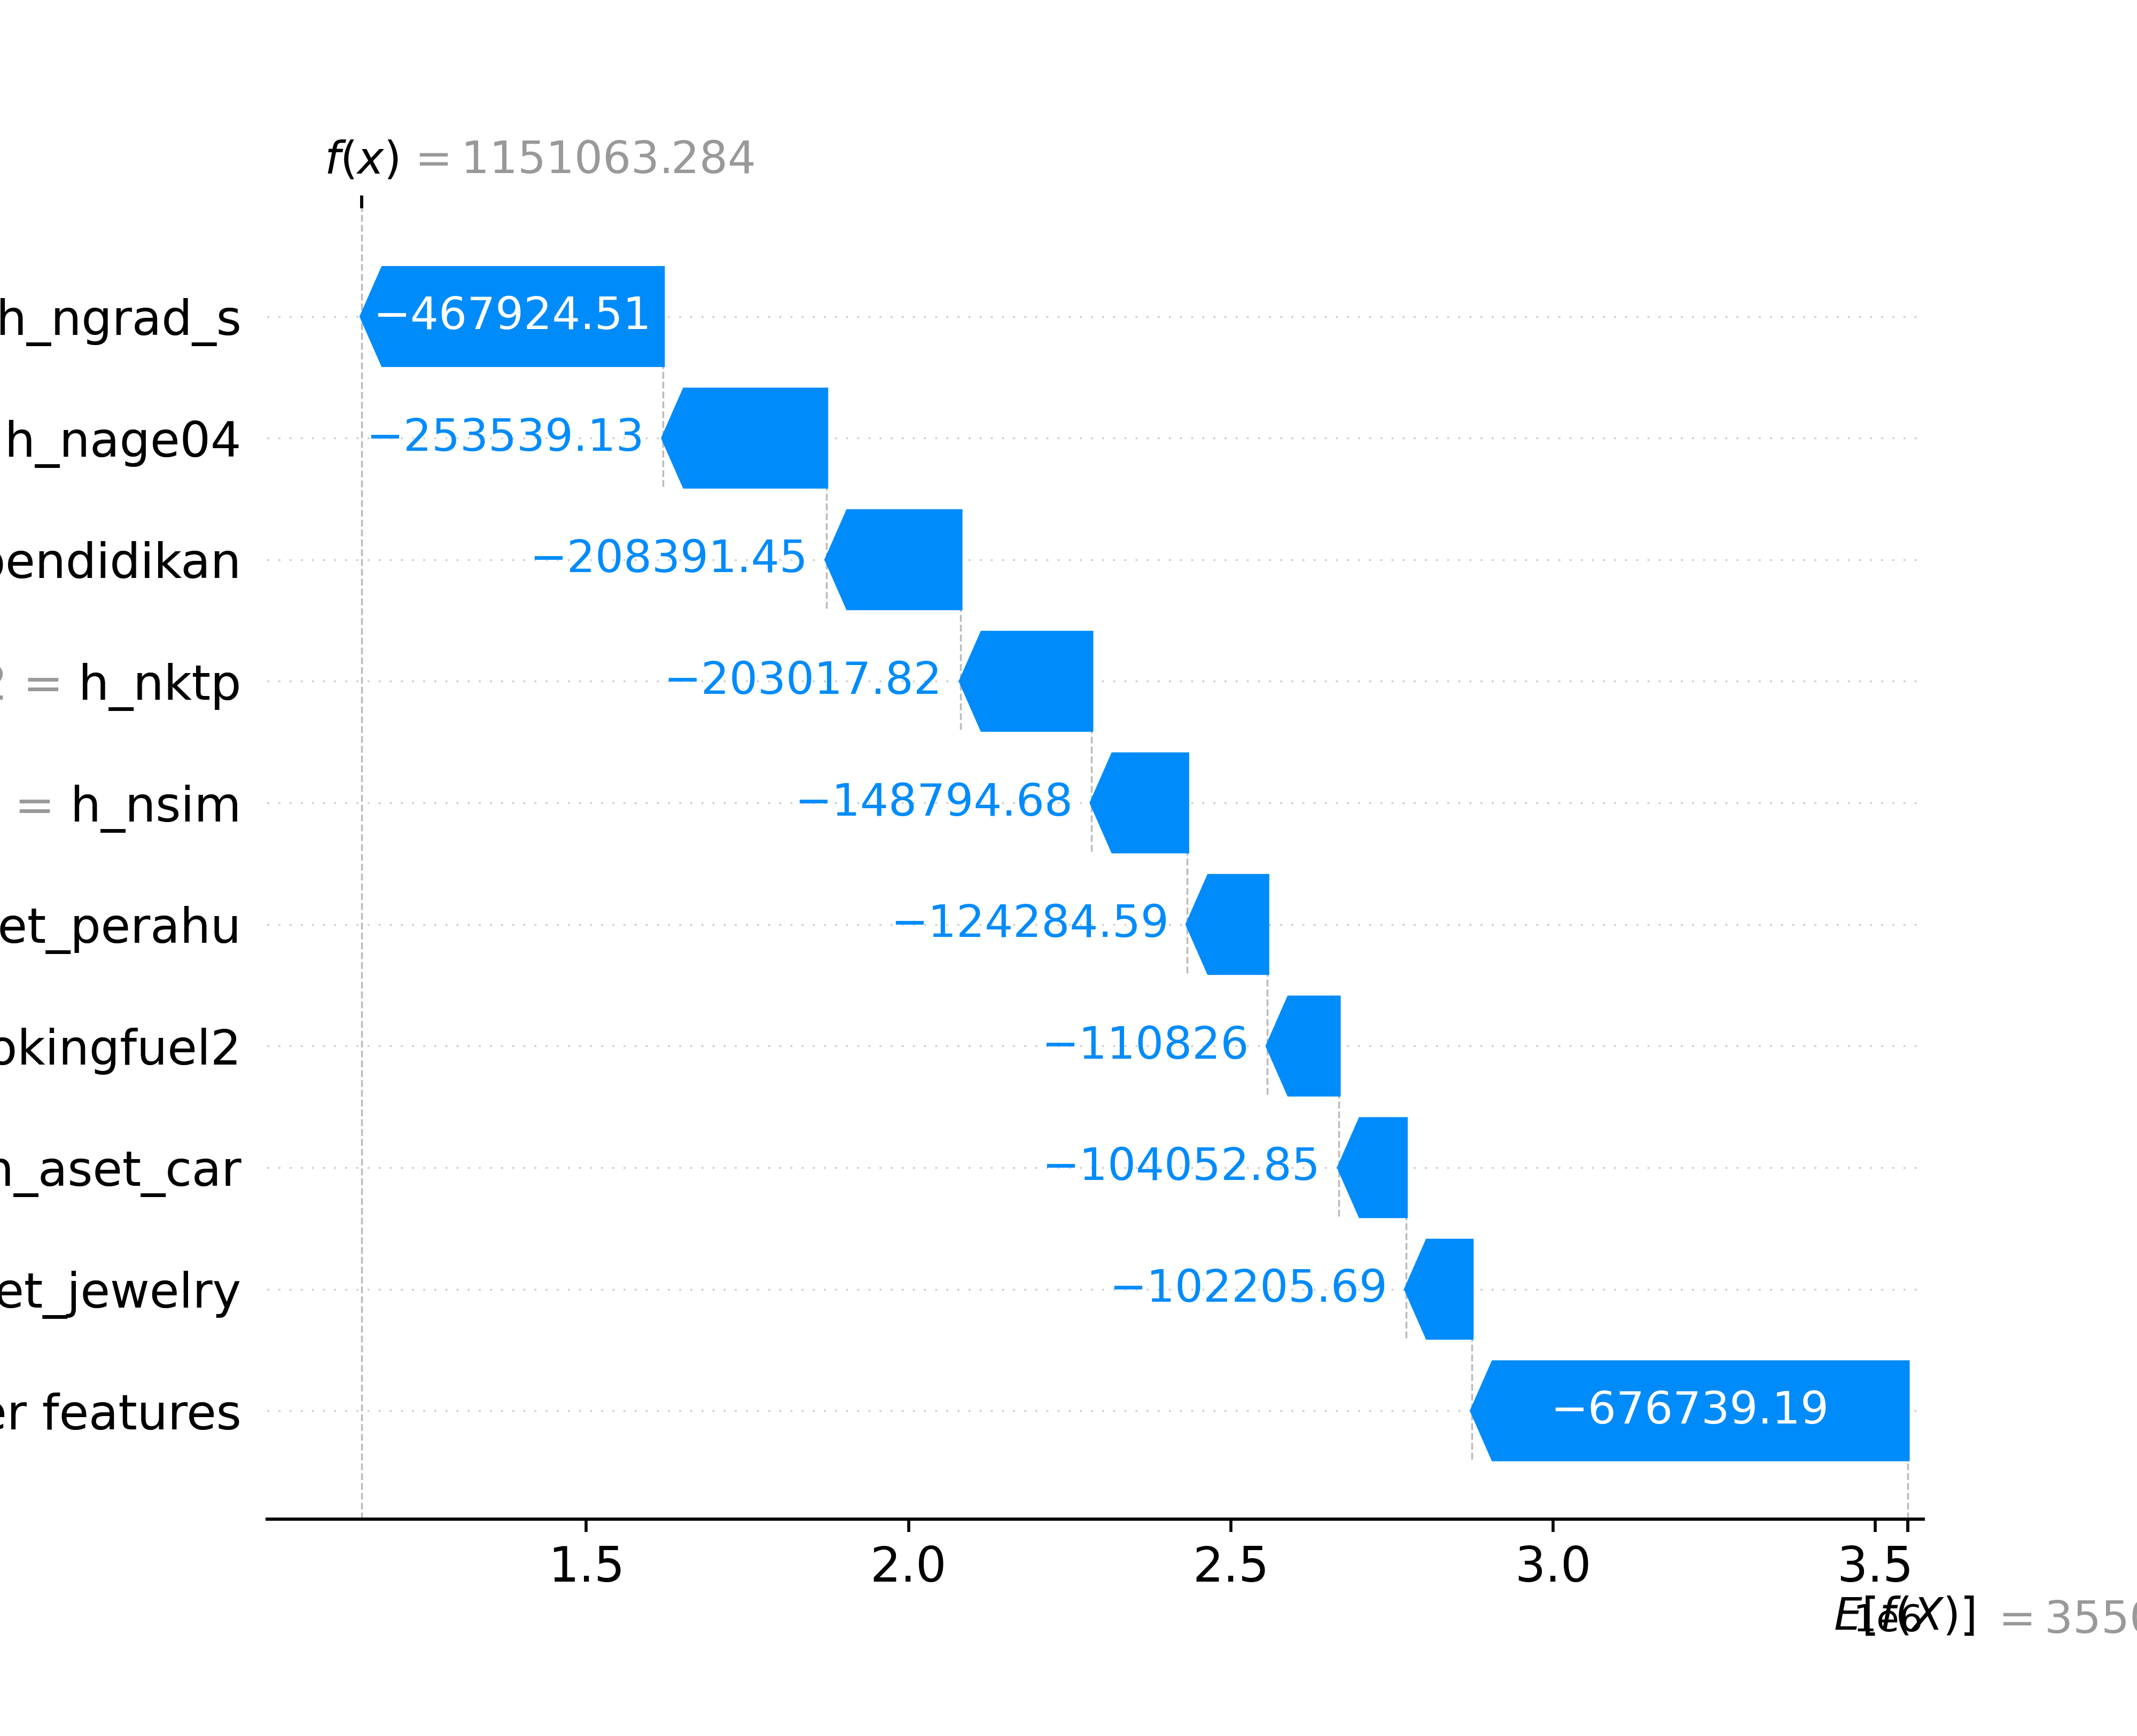 f(x) = 1151063.284
h_ngrad_s −467924.51
h_nage04 −253539.13
pendidikan −208391.45
= h_nktp −203017.82
= h_nsim −148794.68
et_perahu −124284.59
okingfuel2 −110826
_aset_car −104052.85
et_jewelry −102205.69
er features −676739.19
1.5 2.0 2.5 3.0 3.5
1e6
E[f(X)] = 3550